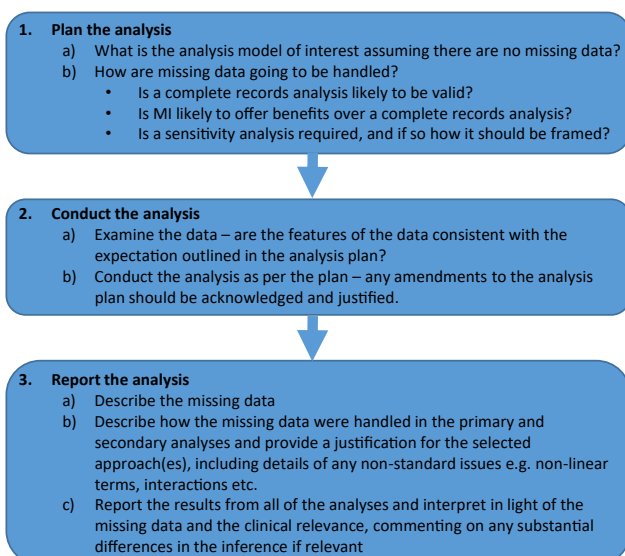 1. Plan the analysis
a) What is the analysis model of interest assuming there are no missing data?
b) How are missing data going to be handled?
• Is a complete records analysis likely to be valid?
• Is MI likely to offer benefits over a complete records analysis?
• Is a sensitivity analysis required, and if so how it should be framed?
2. Conduct the analysis
a) Examine the data – are the features of the data consistent with the
expectation outlined in the analysis plan?
b) Conduct the analysis as per the plan – any amendments to the analysis
plan should be acknowledged and justified.
3. Report the analysis
a) Describe the missing data
b) Describe how the missing data were handled in the primary and
secondary analyses and provide a justification for the selected
approach(es), including details of any non-standard issues e.g. non-linear
terms, interactions etc.
c) Report the results from all of the analyses and interpret in light of the
missing data and the clinical relevance, commenting on any substantial
differences in the inference if relevant